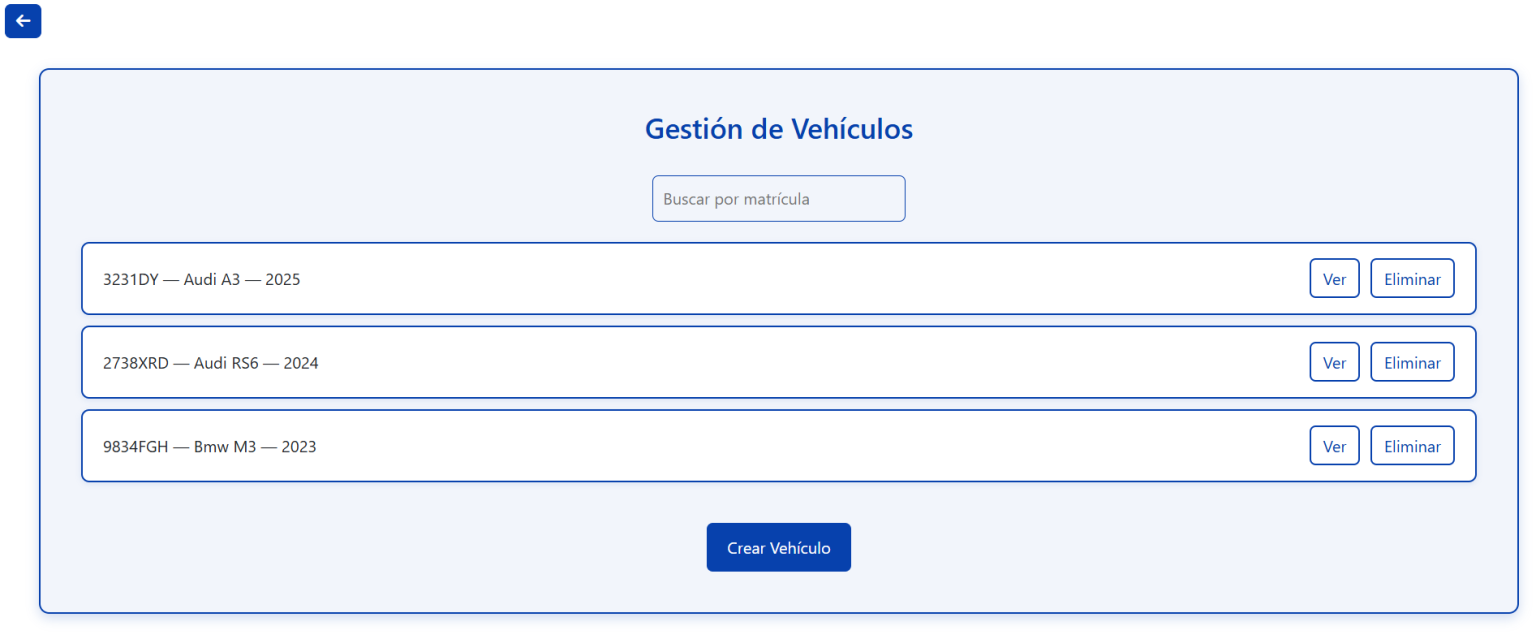 Gestión de Vehículos
Buscar por matrícula
3231DY — Audi A3 — 2025 Ver Eliminar
2738XRD — Audi RS6 — 2024 Ver Eliminar
9834FGH — Bmw M3 — 2023 Ver Eliminar
Crear Vehículo